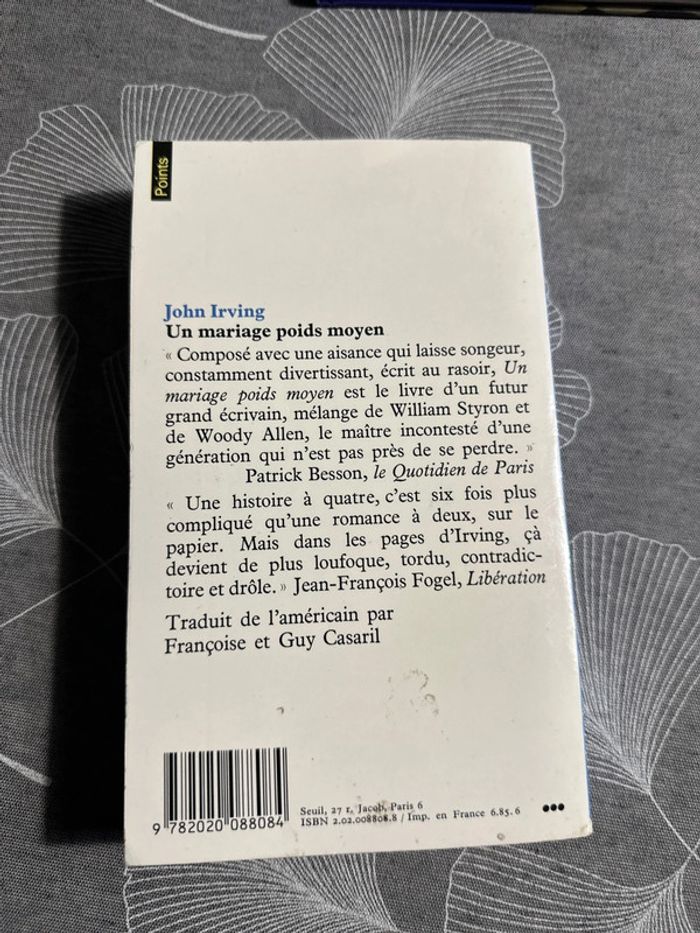 Points
John Irving
Un mariage poids moyen
« Composé avec une aisance qui laisse songeur,
constamment divertissant, écrit au rasoir, Un
mariage poids moyen est le livre d'un futur
grand écrivain, mélange de William Styron et
de Woody Allen, le maître incontesté d'une
génération qui n'est pas près de se perdre. »
Patrick Besson, le Quotidien de Paris
« Une histoire à quatre, c'est six fois plus
compliqué qu'une romance à deux, sur le
papier. Mais dans les pages d'Irving, çà
devient de plus loufoque, tordu, contradic-
toire et drôle. » Jean-François Fogel, Libération
Traduit de l'américain par
Françoise et Guy Casaril
9 782020 088084
Seuil, 27 r. Jacob, Paris 6
ISBN 2.02.008808.8 / Imp. en France 6.85.6